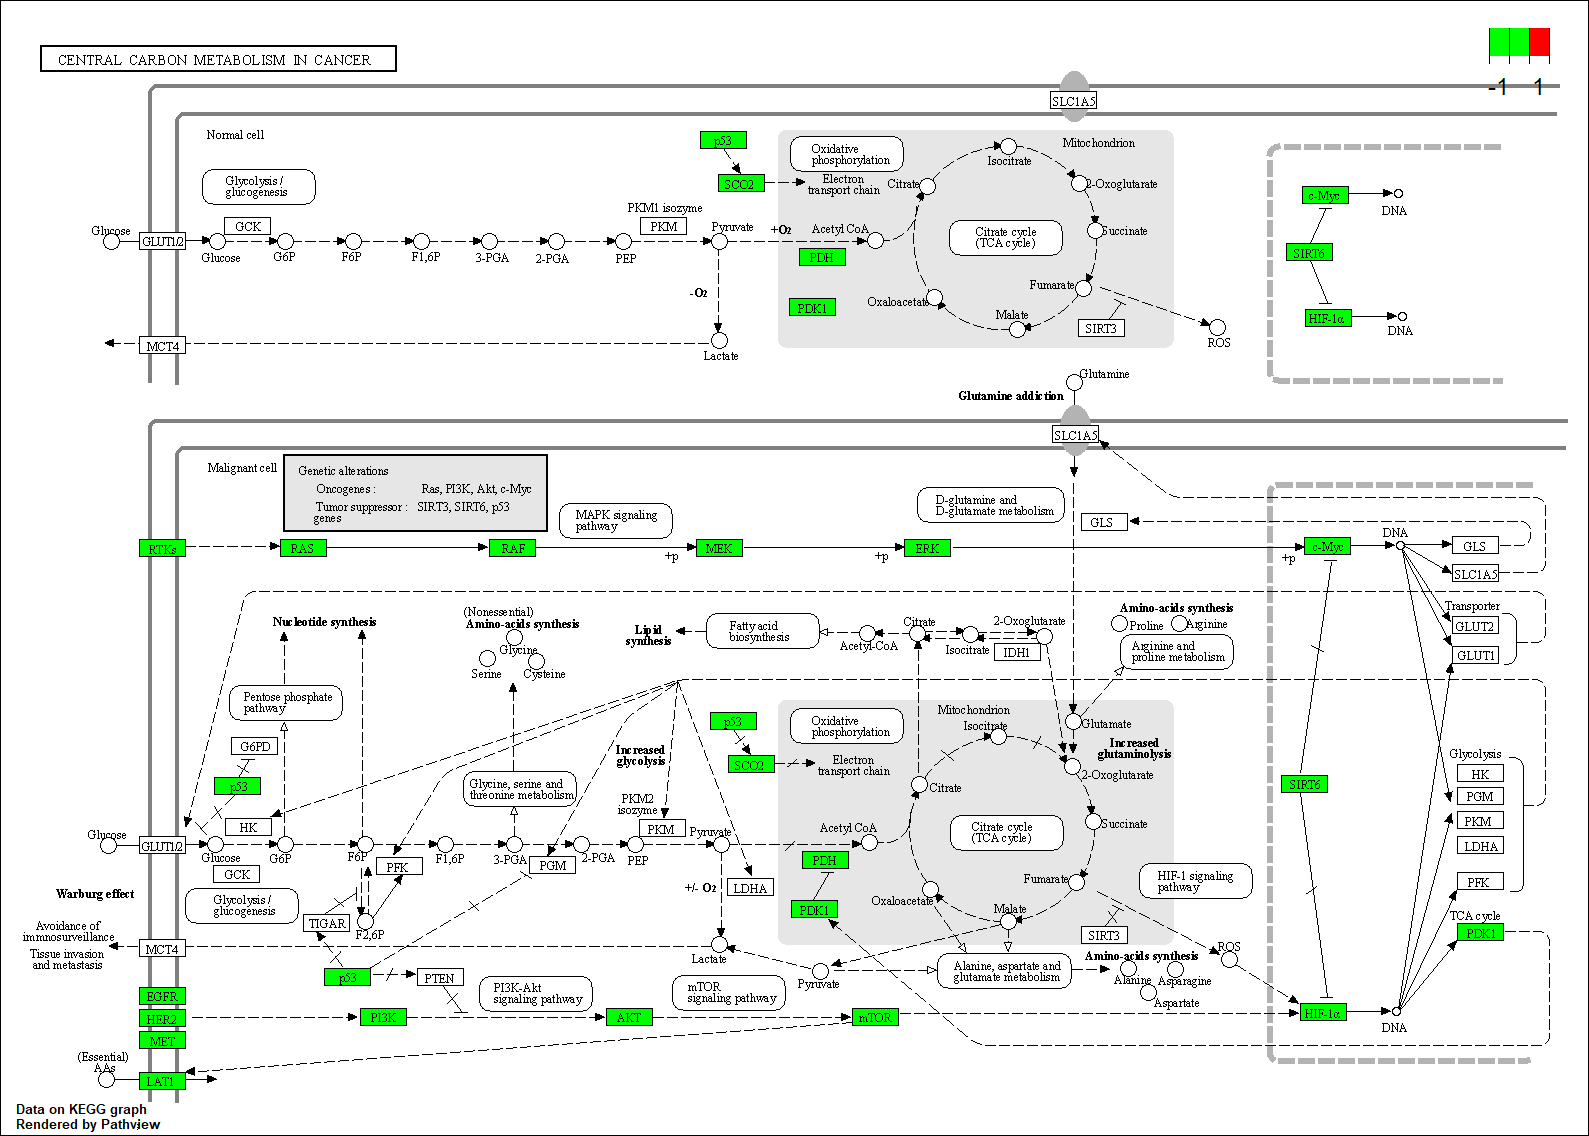 CENTRAL CARBON METABOLISM IN CANCER
-1 1
SLC1A5
Normal cell
p53
Oxidative
phosphorylation
Mitochondrion
Isocitrate
Glycolysis /
glucogenesis
SCO2
Electron
transport chain
Citrate
2-Oxoglutarate
c-Myc
DNA
PKM1 isozyme
GCK
PKM
Glucose
GLUT1/2
Pyruvate
+O2
Acetyl CoA
Citrate cycle
(TCA cycle)
Succinate
SIRT6
Glucose
G6P
F6P
F1,6P
3-PGA
2-PGA
PEP
PDH
-O2
PDK1
Oxaloacetate
Fumarate
Malate
SIRT3
HIF-1α
DNA
MCT4
Lactate
ROS
Glutamine
Glutamine addiction
SLC1A5
Malignant cell
Genetic alterations
Oncogenes : Ras, PI3K, Akt, c-Myc
Tumor suppressor : SIRT3, SIRT6, p53
genes
MAPK signaling
pathway
D-glutamine and
D-glutamate metabolism
GLS
RTKs
RAS
RAF
+p
MEK
+p
ERK
+p
c-Myc
DNA
GLS
SLC1A5
Transporter
GLUT2
GLUT1
Nucleotide synthesis
(Nonessential)
Amino-acids synthesis
Glycine
Serine
Cysteine
Lipid
synthesis
Fatty acid
biosynthesis
Acetyl-CoA
Citrate
Isocitrate
2-Oxoglutarate
IDH1
Amino-acids synthesis
Proline
Arginine
Arginine and
proline metabolism
Pentose phosphate
pathway
G6PD
p53
Increased
glycolysis
p53
SCO2
Oxidative
phosphorylation
Electron
transport chain
Mitochondrion
Isocitrate
Glutamate
Increased
glutaminolysis
2-Oxoglutarate
Glycine, serine and
threonine metabolism
Citrate
SIRT6
Glycolysis
HK
PGM
PKM
LDHA
PFK
HK
PKM2
isozyme
PKM
Glucose
GLUT1/2
Glucose
GCK
G6P
F6P
PFK
F1,6P
3-PGA
PGM
2-PGA
PEP
Pyruvate
Acetyl CoA
Citrate cycle
(TCA cycle)
Succinate
PDH
LDHA
+/- O2
Warburg effect
Glycolysis /
glucogenesis
TIGAR
F2,6P
PDK1
Oxaloacetate
Fumarate
Malate
SIRT3
HIF-1 signaling
pathway
TCA cycle
PDK1
Avoidance of
immnosurveillance
Tissue invasion
and metastasis
MCT4
Lactate
ROS
p53
PTEN
PI3K-Akt
signaling pathway
mTOR
signaling pathway
Pyruvate
Alanine, aspartate and
glutamate metabolism
Amino-acids synthesis
Alanine
Asparagine
Aspartate
EGFR
HER2
MET
PI3K
AKT
mTOR
HIF-1α
DNA
(Essential)
AAs
LAT1
Data on KEGG graph
Rendered by Pathview